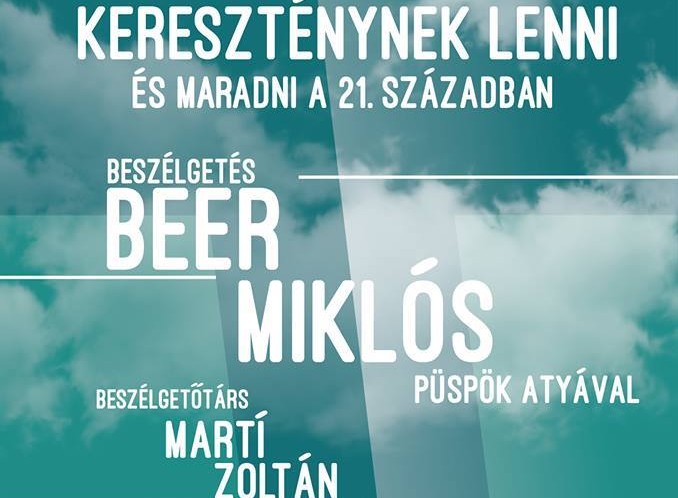 KERESZTÉNYNEK LENNI
ÉS MARADNI A 21. SZÁZADBAN
BESZÉLGETÉS
BEER
MIKLÓS
PÜSPÖK ATYÁVAL
BESZÉLGETŐTÁRS
MARTÍ
ZOLTÁN